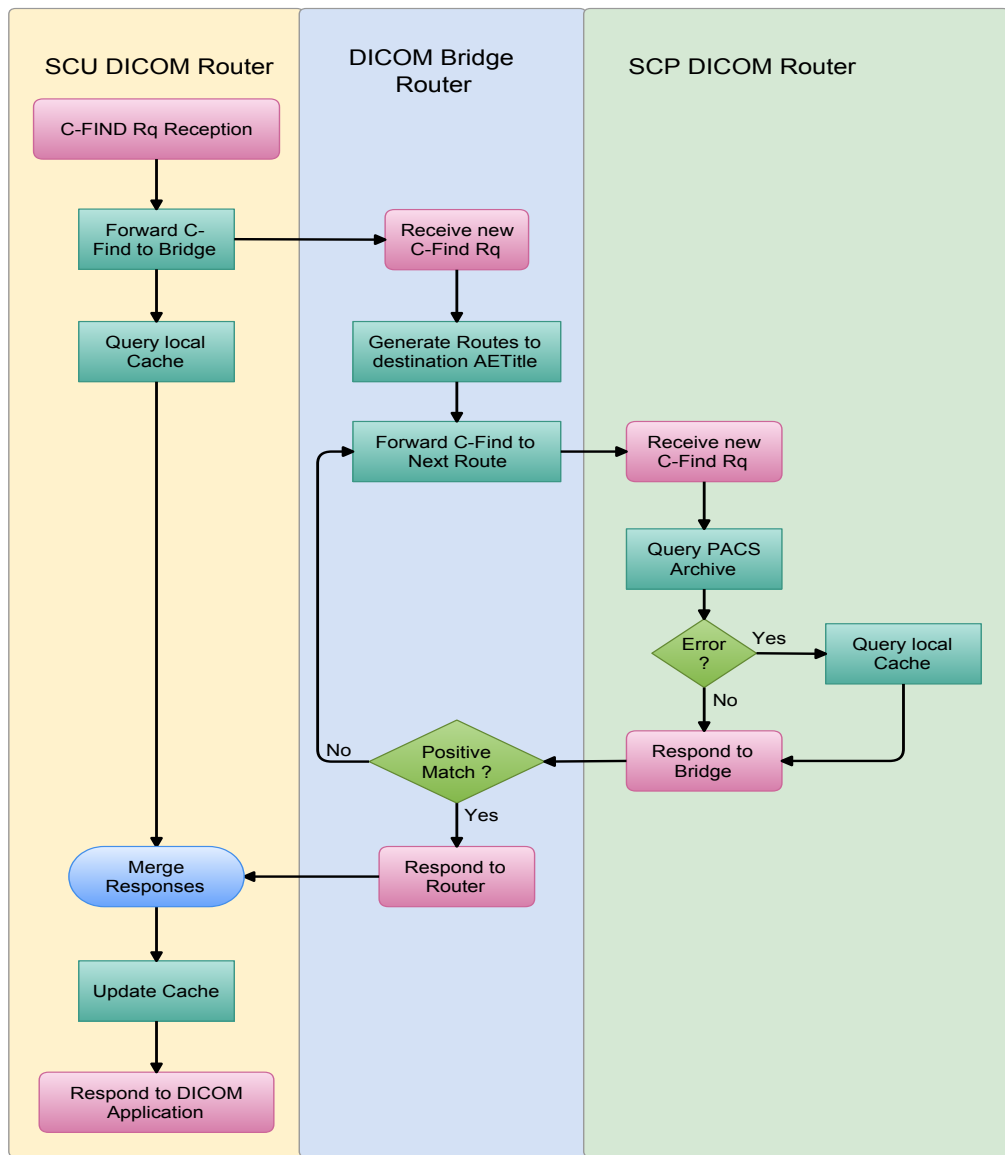 SCU DICOM Router
DICOM Bridge
Router
SCP DICOM Router
C-FIND Rq Reception
Forward C-
Find to Bridge
Receive new
C-Find Rq
Query local
Cache
Generate Routes to
destination AETitle
Forward C-Find to
Next Route
Receive new
C-Find Rq
Query PACS
Archive
Error
?
Yes
Query local
Cache
No
Respond to
Bridge
Positive
Match ?
No
Yes
Respond to
Router
Merge
Responses
Update Cache
Respond to DICOM
Application